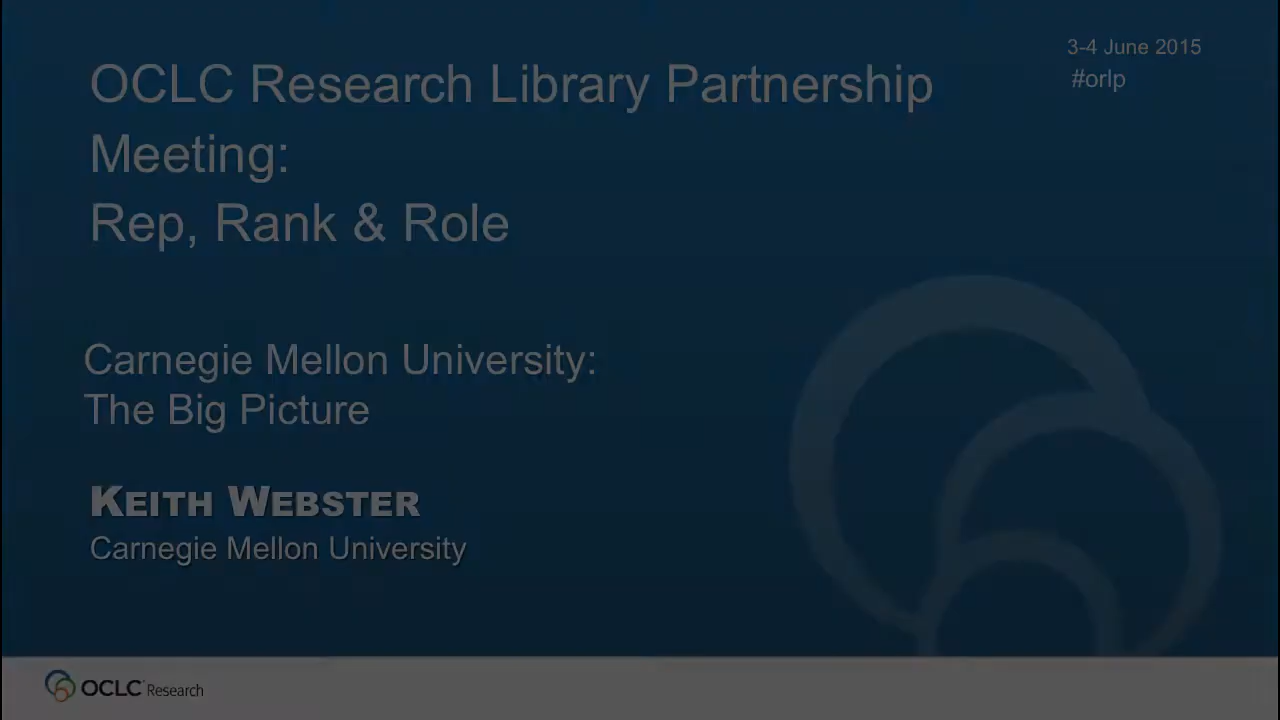 3-4 June 2015
#orlp
OCLC Research Library Partnership
Meeting:
Rep, Rank & Role
Carnegie Mellon University:
The Big Picture
KEITH WEBSTER
Carnegie Mellon University
OCLC Research